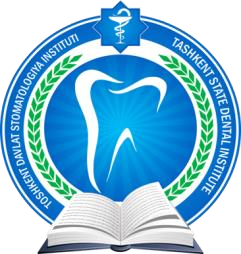 TOSHKENT DAVLAT STOMATOLOGIYA INSTITUTI
TASHKENT STATE DENTAL INSTITUTE